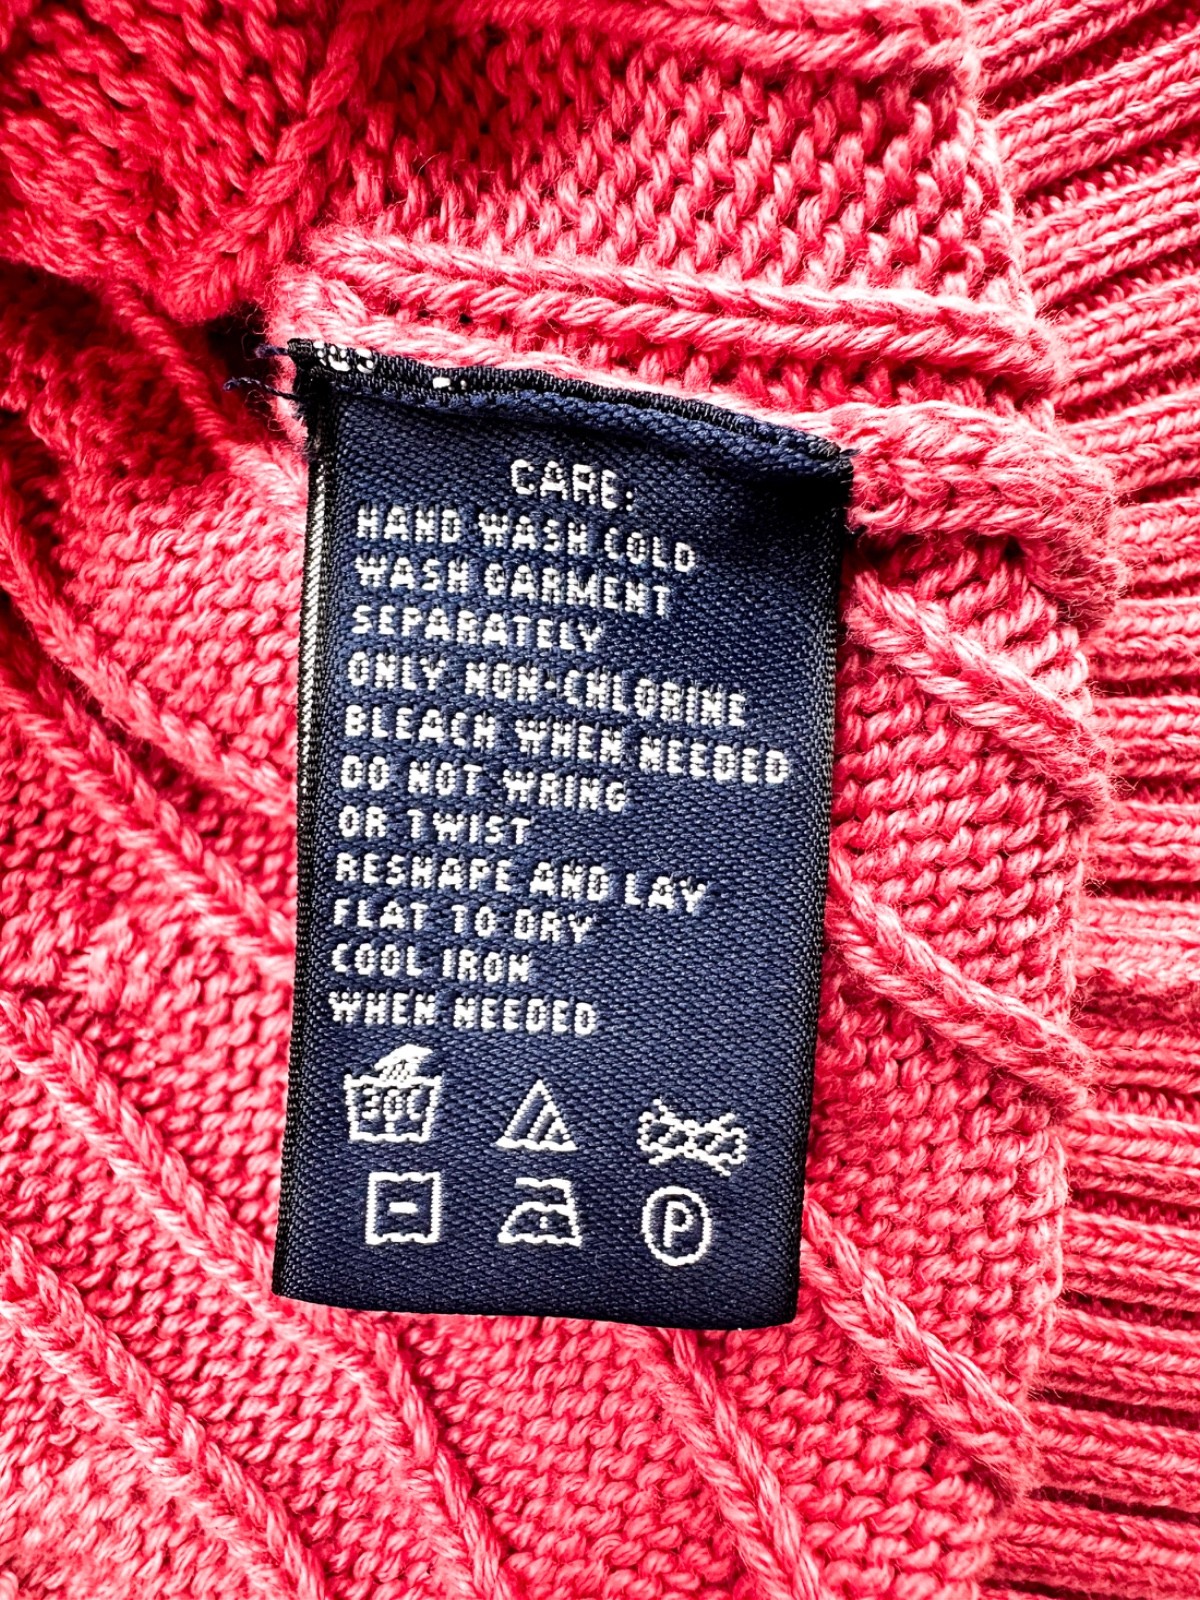 CARE:
HAND WASH COLD
WASH GARMENT
SEPARATELY
ONLY NON-CHLORINE
BLEACH WHEN NEEDED
DO NOT WRING
OR TWIST
RESHAPE AND LAY
FLAT TO DRY
COOL IRON
WHEN NEEDED
30C
P